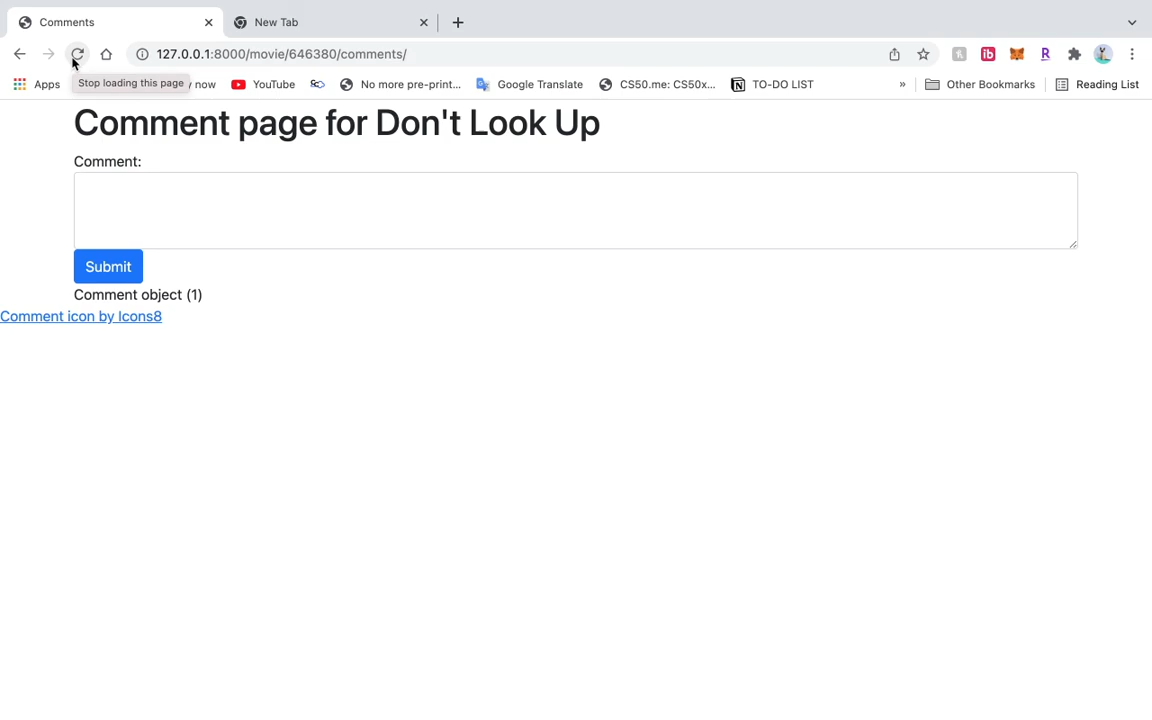 Comments
New Tab
127.0.0.1:8000/movie/646380/comments/
Apps
Stop loading this page
y now
YouTube
No more pre-print...
Google Translate
CS50.me: CS50x...
TO-DO LIST
»
Other Bookmarks
Reading List
Comment page for Don't Look Up
Comment:
Submit
Comment object (1)
Comment icon by Icons8